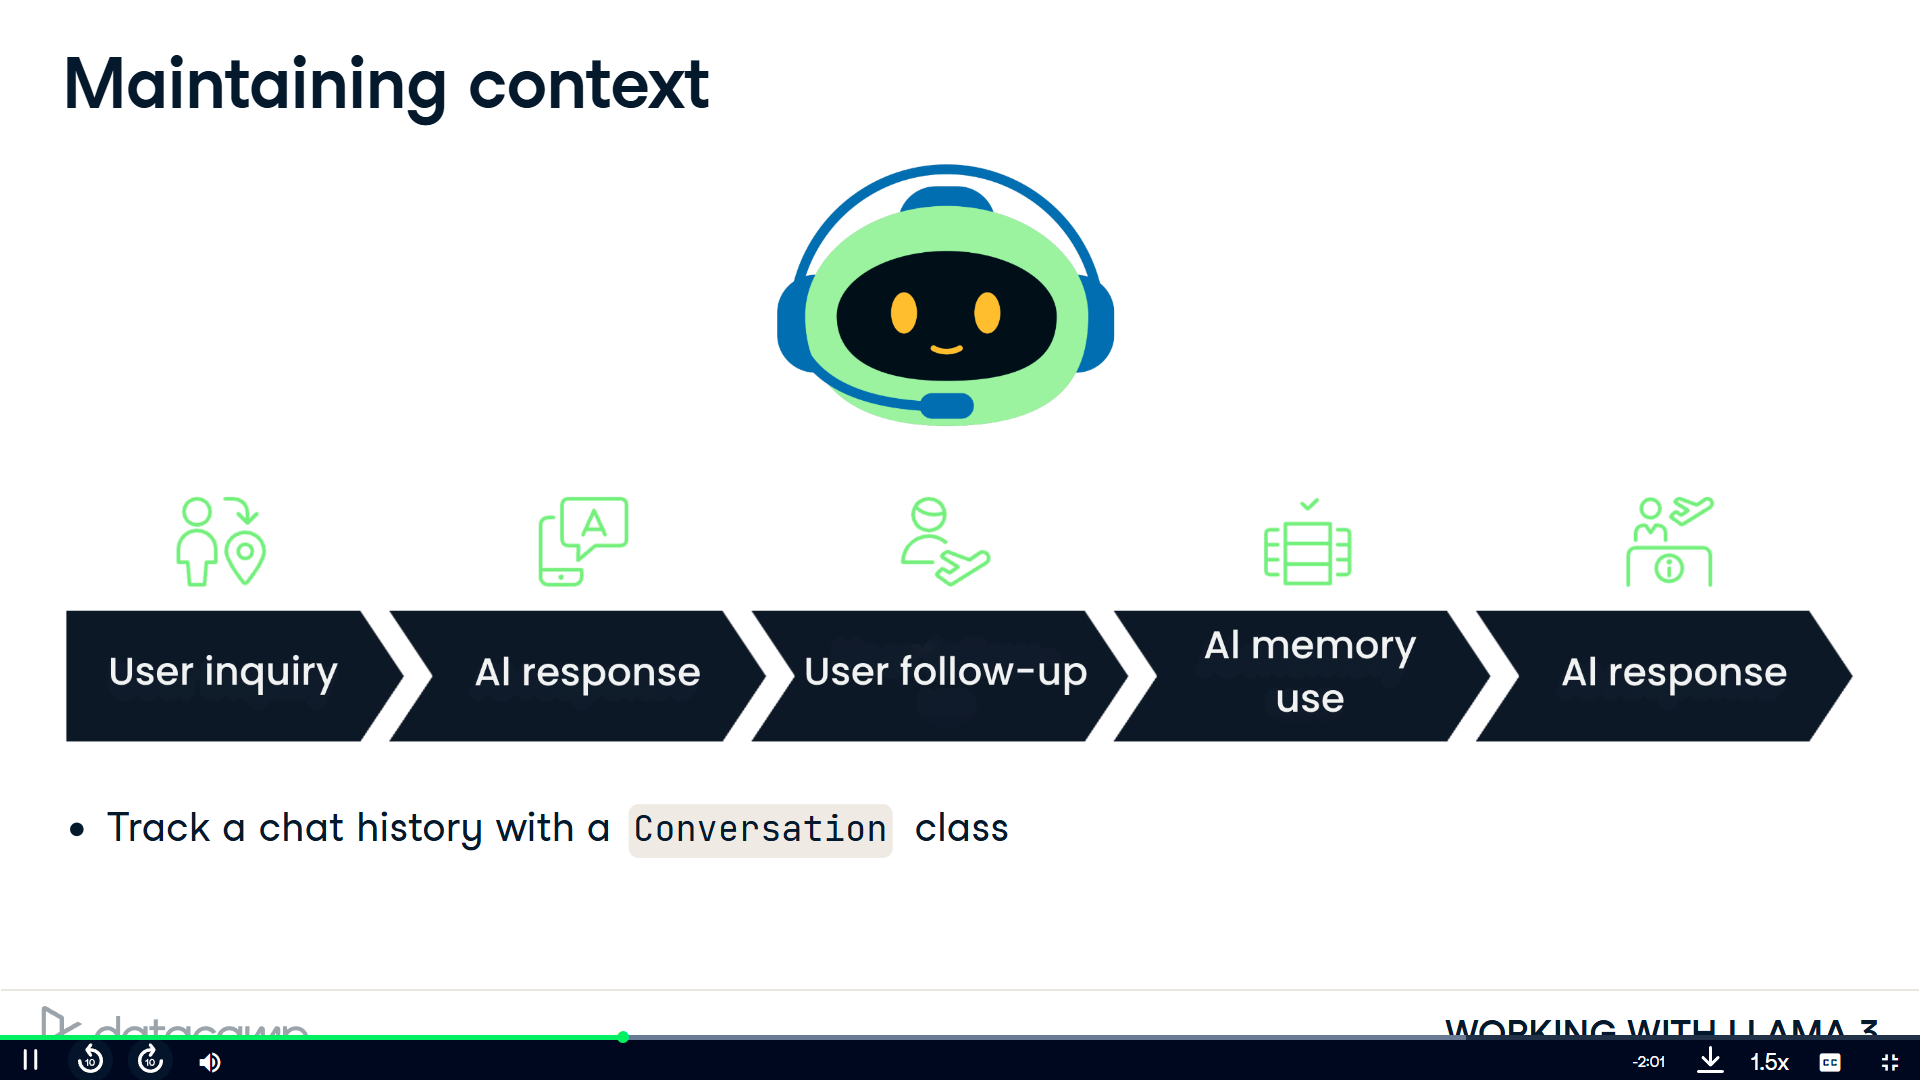 Maintaining context
A
User inquiry
AI response
User follow-up
AI memory
use
AI response
• Track a chat history with a Conversation class
datacamp
WORKING WITH LLAMA 3
10
10
-2:01
1.5x
CC